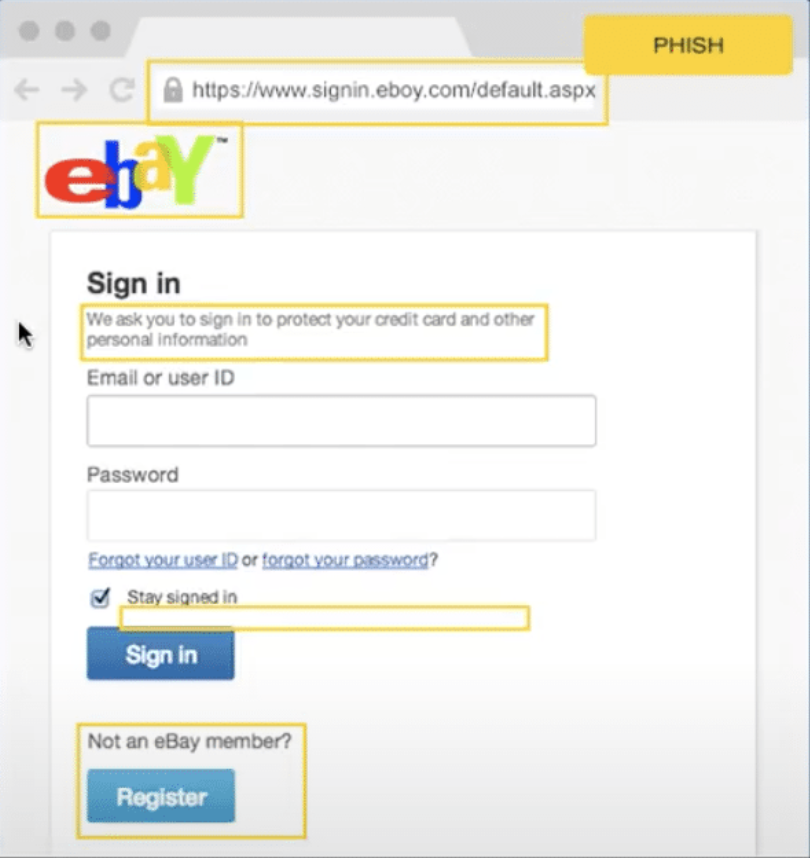 PHISH
https://www.signin.eboy.com/default.aspx
ebaY™
Sign in
We ask you to sign in to protect your credit card and other
personal information
Email or user ID
Password
Forgot your user ID or forgot your password?
Stay signed in
Sign in
Not an eBay member?
Register